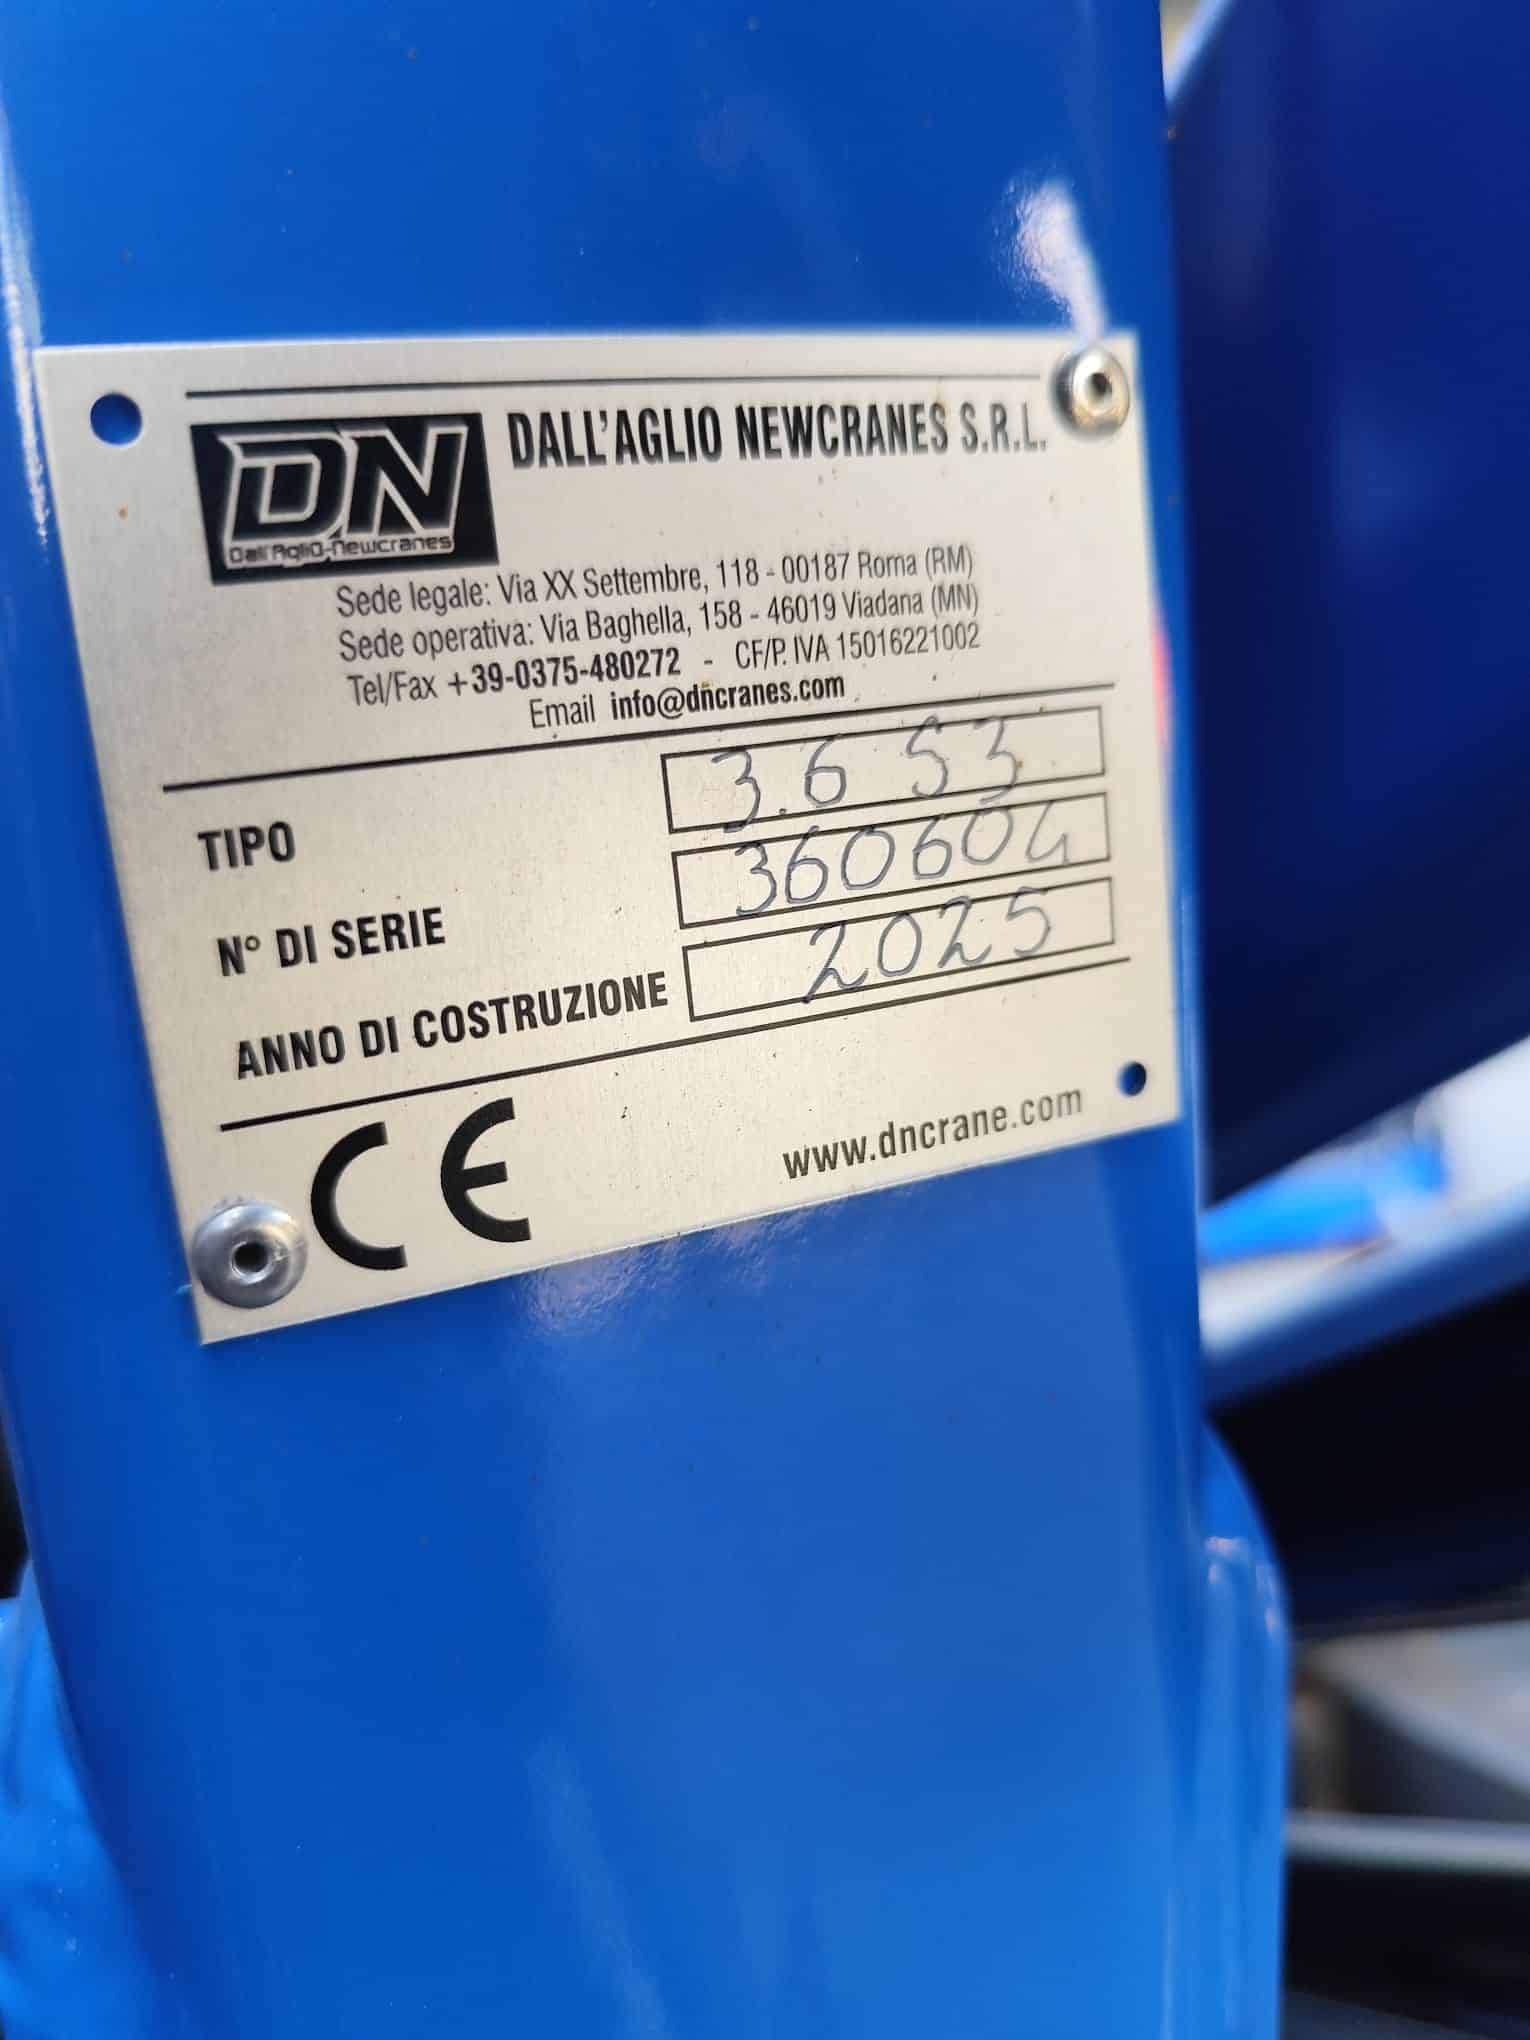 DN
Dall'Aglio-Newcranes
DALL'AGLIO NEWCRANES S.R.L.
Sede legale: Via XX Settembre, 118 - 00187 Roma (RM)
Sede operativa: Via Baghella, 158 - 46019 Viadana (MN)
Tel/Fax +39-0375-480272 - CF/P. IVA 15016221002
Email info@dncranes.com
TIPO 3.6 S3
N° DI SERIE 360604
ANNO DI COSTRUZIONE 2025
CE
www.dncrane.com